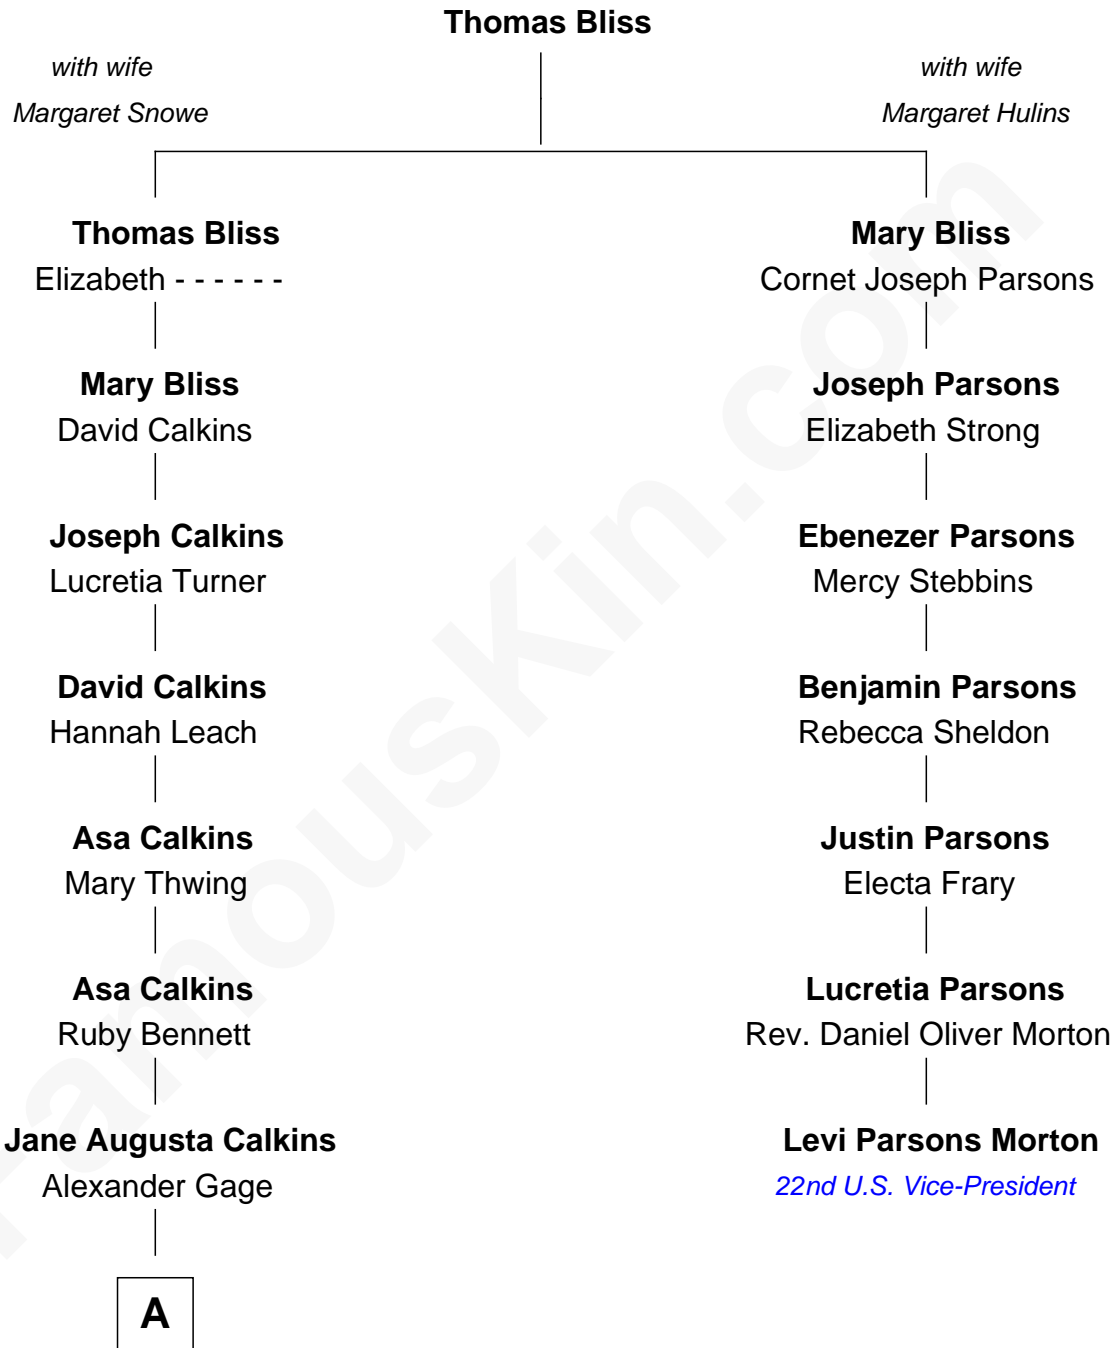 Thomas Bliss
with wife
Margaret Snowe
with wife
Margaret Hulins
Thomas Bliss
Elizabeth - - - - - -
Mary Bliss
Cornet Joseph Parsons
Mary Bliss
David Calkins
Joseph Parsons
Elizabeth Strong
Joseph Calkins
Lucretia Turner
Ebenezer Parsons
Mercy Stebbins
David Calkins
Hannah Leach
Benjamin Parsons
Rebecca Sheldon
Asa Calkins
Mary Thwing
Justin Parsons
Electa Frary
Asa Calkins
Ruby Bennett
Lucretia Parsons
Rev. Daniel Oliver Morton
Jane Augusta Calkins
Alexander Gage
Levi Parsons Morton
22nd U.S. Vice-President
A
FamousKin.com